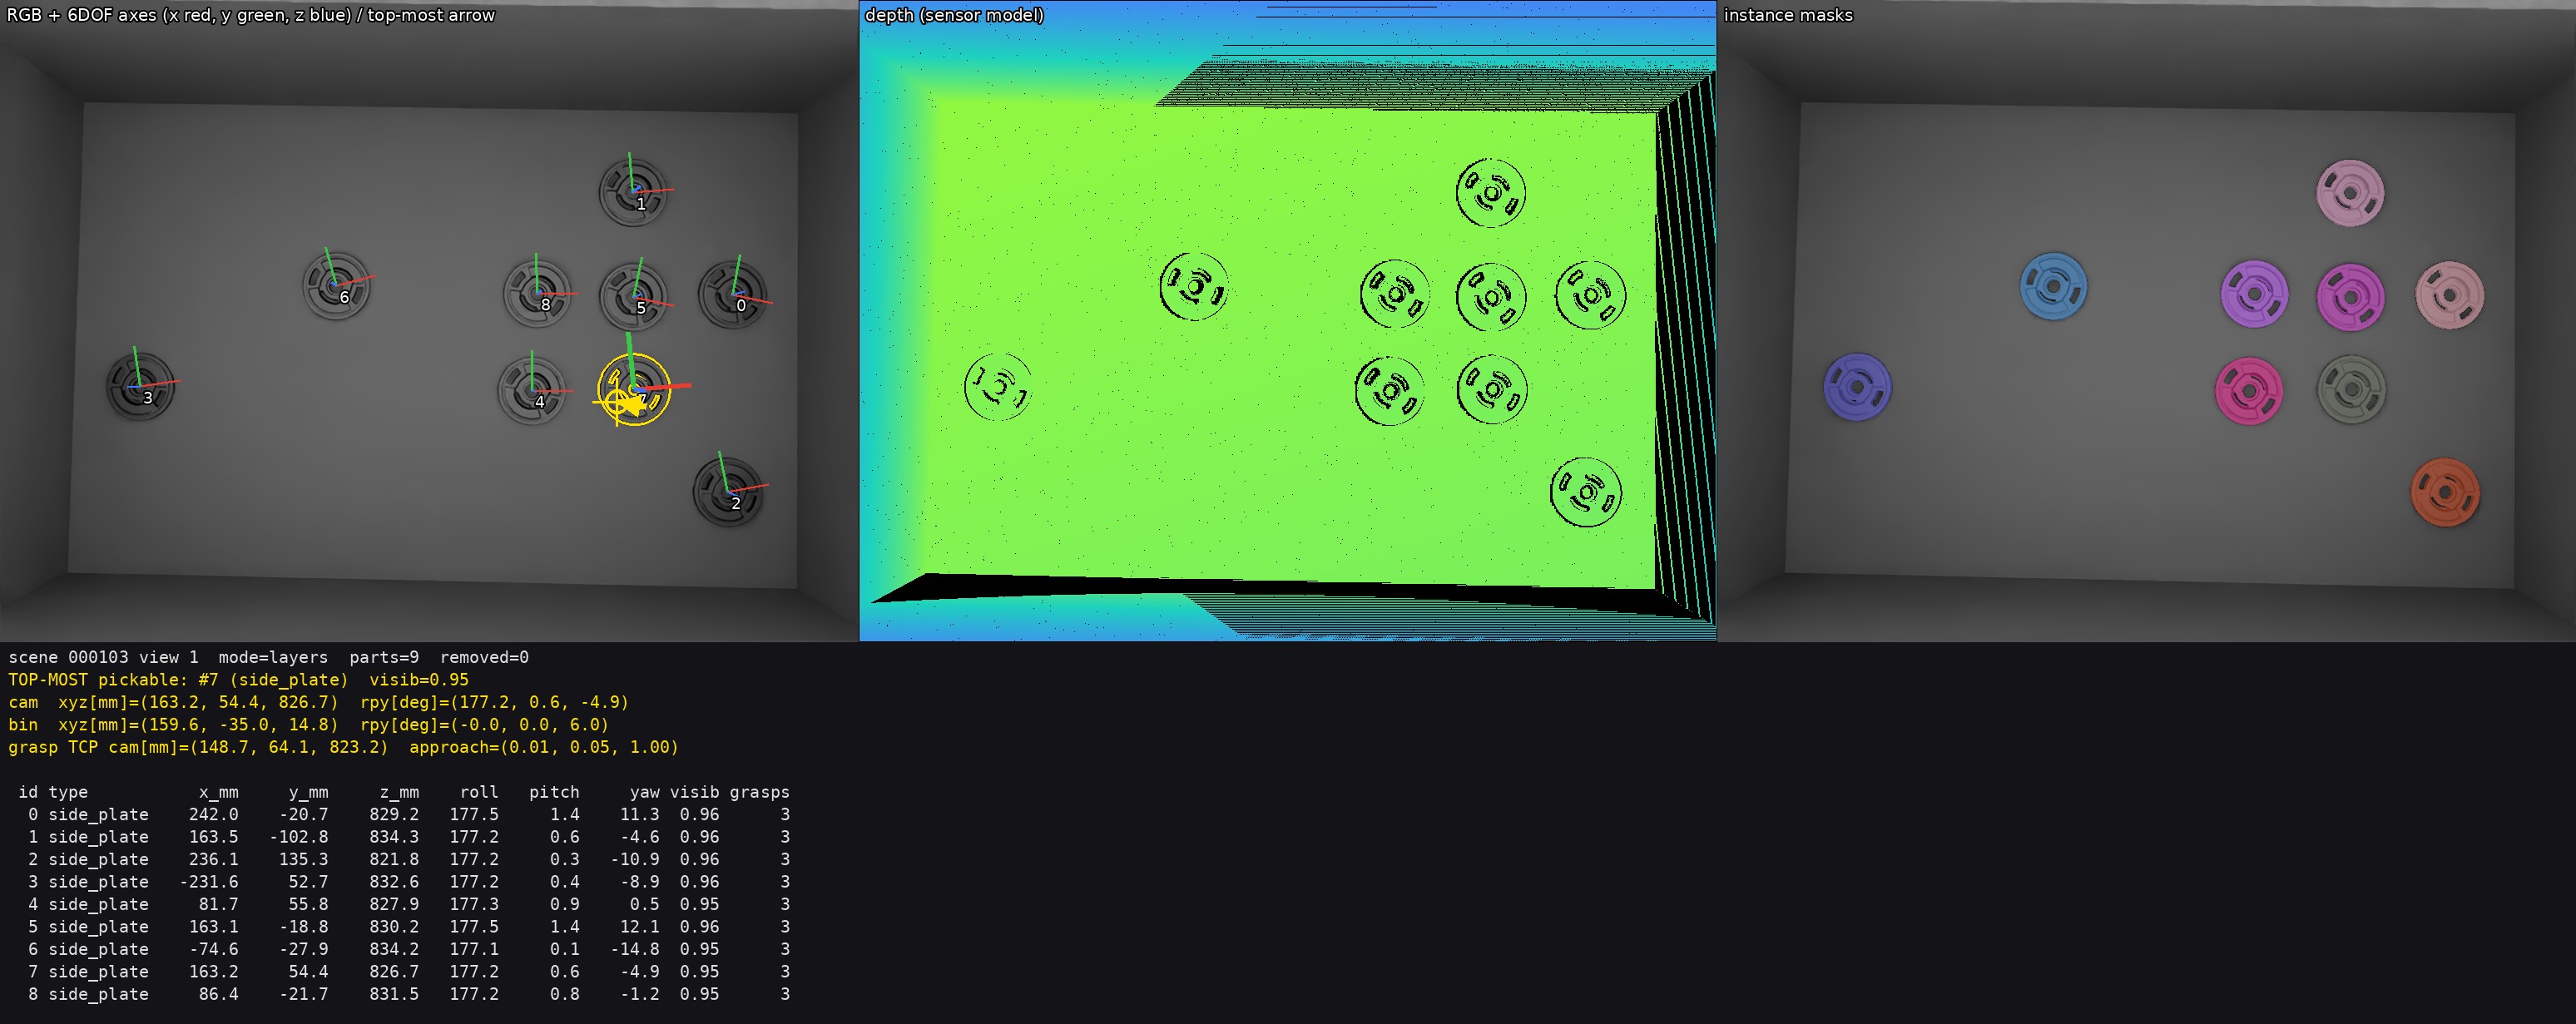 RGB + 6DOF axes (x red, y green, z blue) / top-most arrow
depth (sensor model)
instance masks
1
6
8
5
0
3
4
7
2
scene 000103 view 1  mode=layers  parts=9  removed=0
TOP-MOST pickable: #7 (side_plate)  visib=0.95
cam  xyz[mm]=(163.2, 54.4, 826.7)  rpy[deg]=(177.2, 0.6, -4.9)
bin  xyz[mm]=(159.6, -35.0, 14.8)  rpy[deg]=(-0.0, 0.0, 6.0)
grasp TCP cam[mm]=(148.7, 64.1, 823.2)  approach=(0.01, 0.05, 1.00)
id type x_mm y_mm z_mm roll pitch yaw visib grasps
0 side_plate 242.0 -20.7 829.2 177.5 1.4 11.3 0.96 3
1 side_plate 163.5 -102.8 834.3 177.2 0.6 -4.6 0.96 3
2 side_plate 236.1 135.3 821.8 177.2 0.3 -10.9 0.96 3
3 side_plate -231.6 52.7 832.6 177.2 0.4 -8.9 0.96 3
4 side_plate 81.7 55.8 827.9 177.3 0.9 0.5 0.95 3
5 side_plate 163.1 -18.8 830.2 177.5 1.4 12.1 0.96 3
6 side_plate -74.6 -27.9 834.2 177.1 0.1 -14.8 0.95 3
7 side_plate 163.2 54.4 826.7 177.2 0.6 -4.9 0.95 3
8 side_plate 86.4 -21.7 831.5 177.2 0.8 -1.2 0.95 3